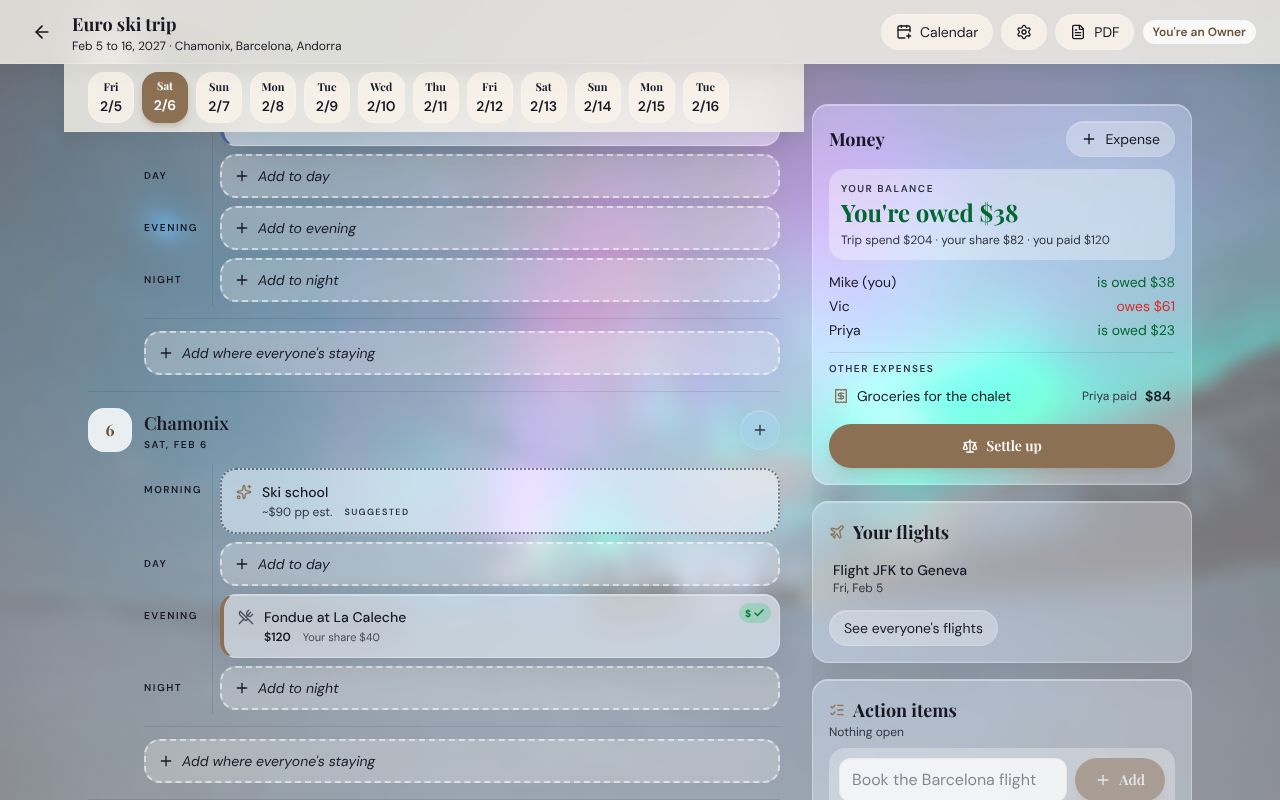 Euro ski trip
Feb 5 to 16, 2027 · Chamonix, Barcelona, Andorra
Calendar
PDF
You're an Owner
Fri 2/5
Sat 2/6
Sun 2/7
Mon 2/8
Tue 2/9
Wed 2/10
Thu 2/11
Fri 2/12
Sat 2/13
Sun 2/14
Mon 2/15
Tue 2/16
DAY
+ Add to day
EVENING
+ Add to evening
NIGHT
+ Add to night
+ Add where everyone's staying
6
Chamonix
SAT, FEB 6
+
MORNING
Ski school
~$90 pp est. SUGGESTED
DAY
+ Add to day
EVENING
Fondue at La Caleche
$120 Your share $40
$ ✓
NIGHT
+ Add to night
+ Add where everyone's staying
Money
+ Expense
YOUR BALANCE
You're owed $38
Trip spend $204 · your share $82 · you paid $120
Mike (you) is owed $38
Vic owes $61
Priya is owed $23
OTHER EXPENSES
Groceries for the chalet Priya paid $84
Settle up
Your flights
Flight JFK to Geneva
Fri, Feb 5
See everyone's flights
Action items
Nothing open
Book the Barcelona flight
+ Add